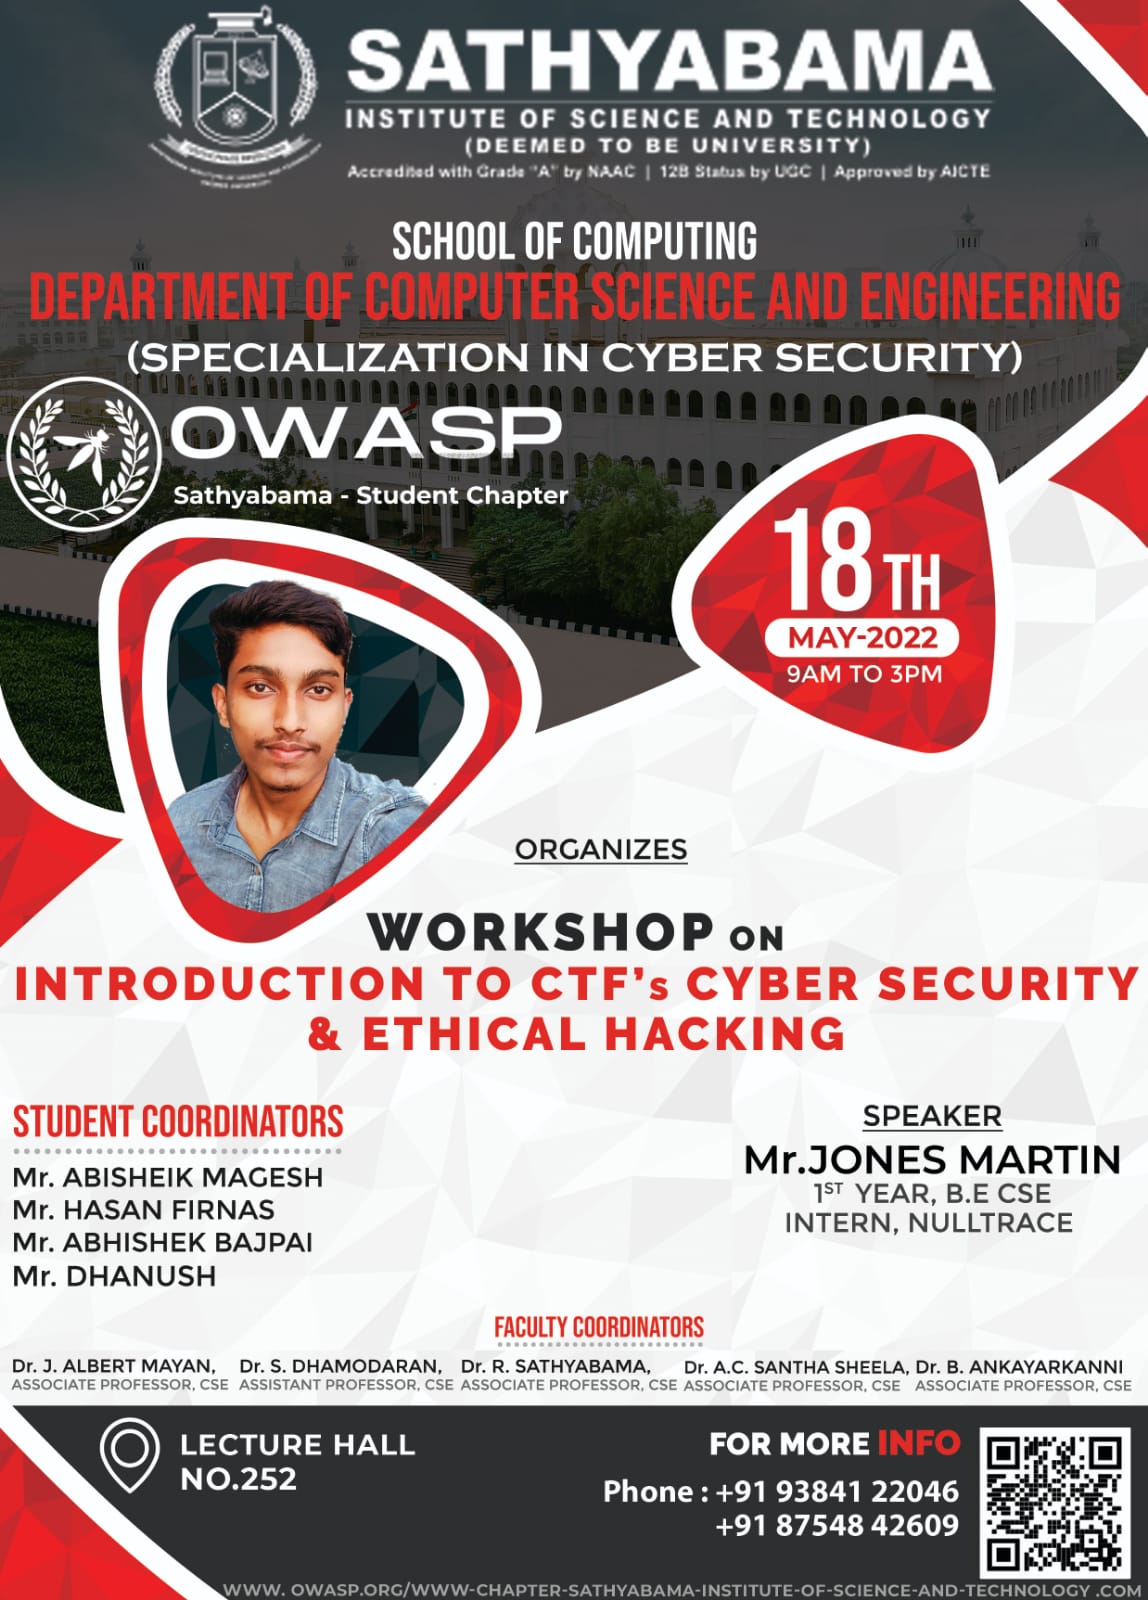 SATHYABAMA
INSTITUTE OF SCIENCE AND TECHNOLOGY
(DEEMED TO BE UNIVERSITY)
Accredited with Grade "A" by NAAC | 12B Status by UGC | Approved by AICTE
SCHOOL OF COMPUTING
DEPARTMENT OF COMPUTER SCIENCE AND ENGINEERING
(SPECIALIZATION IN CYBER SECURITY)
OWASP
Sathyabama - Student Chapter
18TH
MAY-2022
9AM TO 3PM
ORGANIZES
WORKSHOP ON
INTRODUCTION TO CTF's CYBER SECURITY
& ETHICAL HACKING
STUDENT COORDINATORS
Mr. ABISHEIK MAGESH
Mr. HASAN FIRNAS
Mr. ABHISHEK BAJPAI
Mr. DHANUSH
SPEAKER
Mr.JONES MARTIN
1ST YEAR, B.E CSE
INTERN, NULLTRACE
FACULTY COORDINATORS
Dr. J. ALBERT MAYAN, Dr. S. DHAMODARAN, Dr. R. SATHYABAMA, Dr. A.C. SANTHA SHEELA, Dr. B. ANKAYARKANNI
ASSOCIATE PROFESSOR, CSE ASSISTANT PROFESSOR, CSE ASSOCIATE PROFESSOR, CSE ASSOCIATE PROFESSOR, CSE ASSOCIATE PROFESSOR, CSE
LECTURE HALL
NO.252
FOR MORE INFO
Phone : +91 93841 22046
+91 87548 42609
WWW. OWASP.ORG/WWW-CHAPTER-SATHYABAMA-INSTITUTE-OF-SCIENCE-AND-TECHNOLOGY .COM